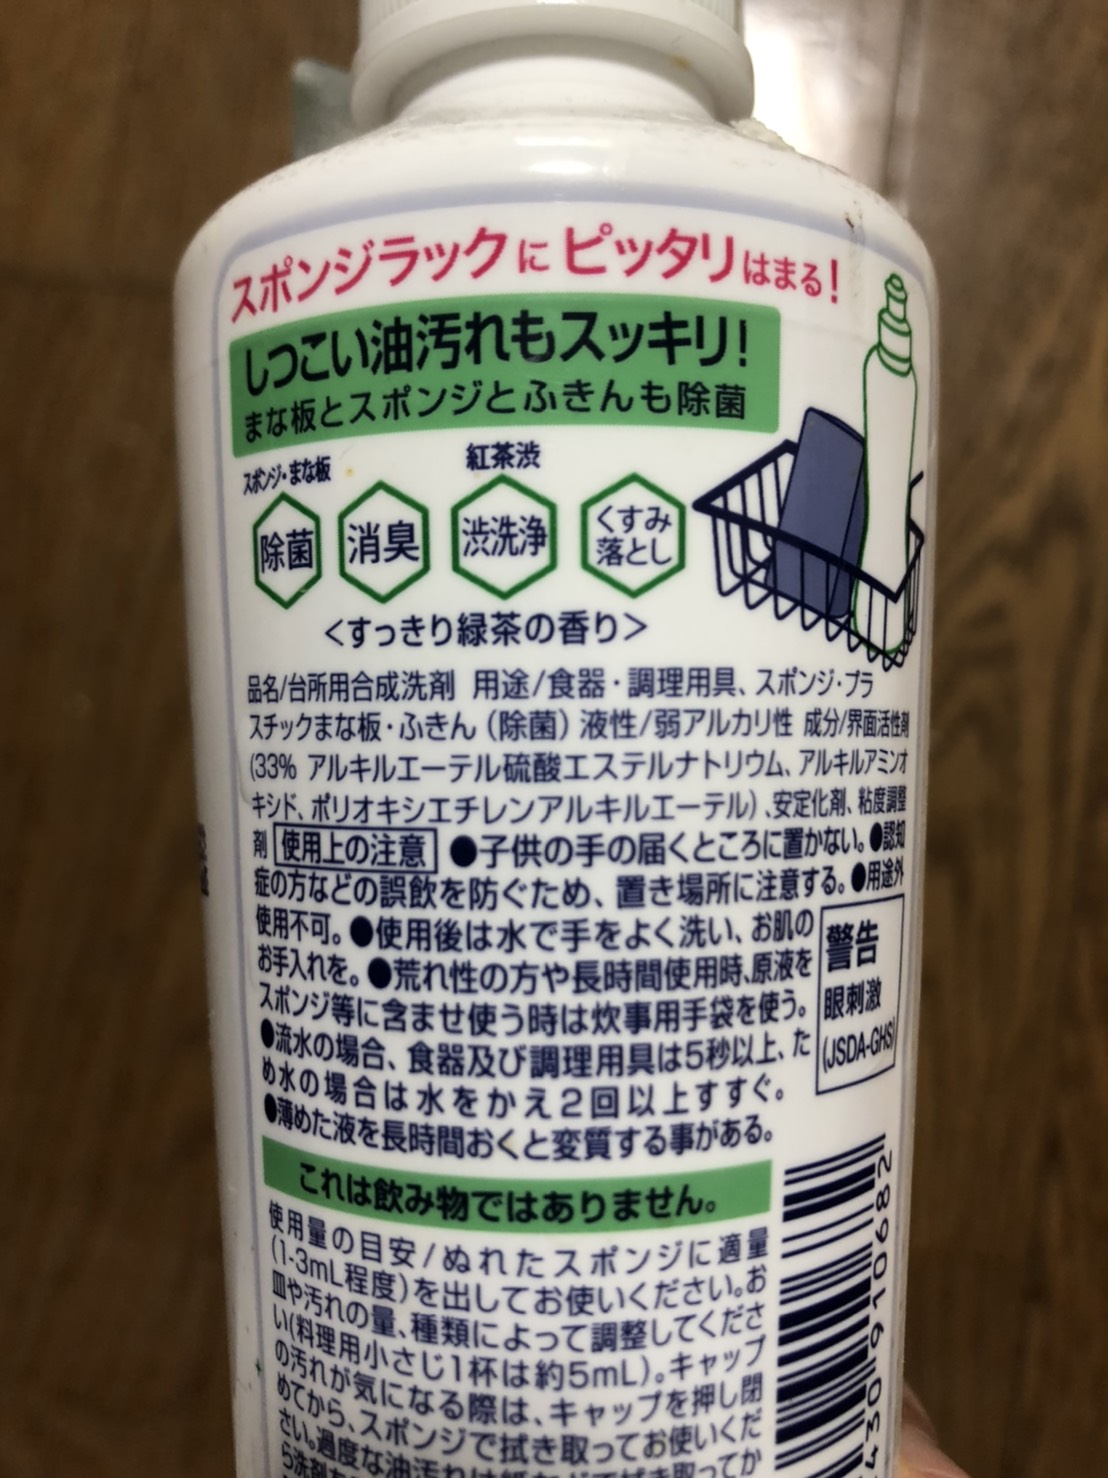 スポンジラックにピッタリはまる!
しつこい油汚れもスッキリ!
まな板とスポンジとふきんも除菌
スポンジ・まな板
紅茶渋
除菌
消臭
渋洗浄
くすみ
落とし
<すっきり緑茶の香り>
品名/台所用合成洗剤 用途/食器・調理用具、スポンジ・プラ
スチックまな板・ふきん(除菌) 液性/弱アルカリ性 成分/界面活性剤
(33% アルキルエーテル硫酸エステルナトリウム、アルキルアミンオ
キシド、ポリオキシエチレンアルキルエーテル)、安定化剤、粘度調整
剤 使用上の注意 ●子供の手の届くところに置かない。●認知
症の方などの誤飲を防ぐため、置き場所に注意する。●用途外
使用不可。●使用後は水で手をよく洗い、お肌の
お手入れを。●荒れ性の方や長時間使用時、原液を
スポンジ等に含ませ使う時は炊事用手袋を使う。
●流水の場合、食器及び調理用具は5秒以上、た
め水の場合は水をかえ2回以上すすぐ。
●薄めた液を長時間おくと変質する事がある。
警告
眼刺激
(JSDA-GHS)
これは飲み物ではありません。
使用量の目安/ぬれたスポンジに適量
(1-3mL程度)を出してお使いください。お
皿や汚れの量、種類によって調整してくださ
い(料理用小さじ1杯は約5mL)。キャップ
の汚れが気になる際は、キャップを押し閉
めてから、スポンジで拭き取ってお使いくだ
さい。過度な油汚れは紙などで拭き取ってか
ら洗剤
430 910682